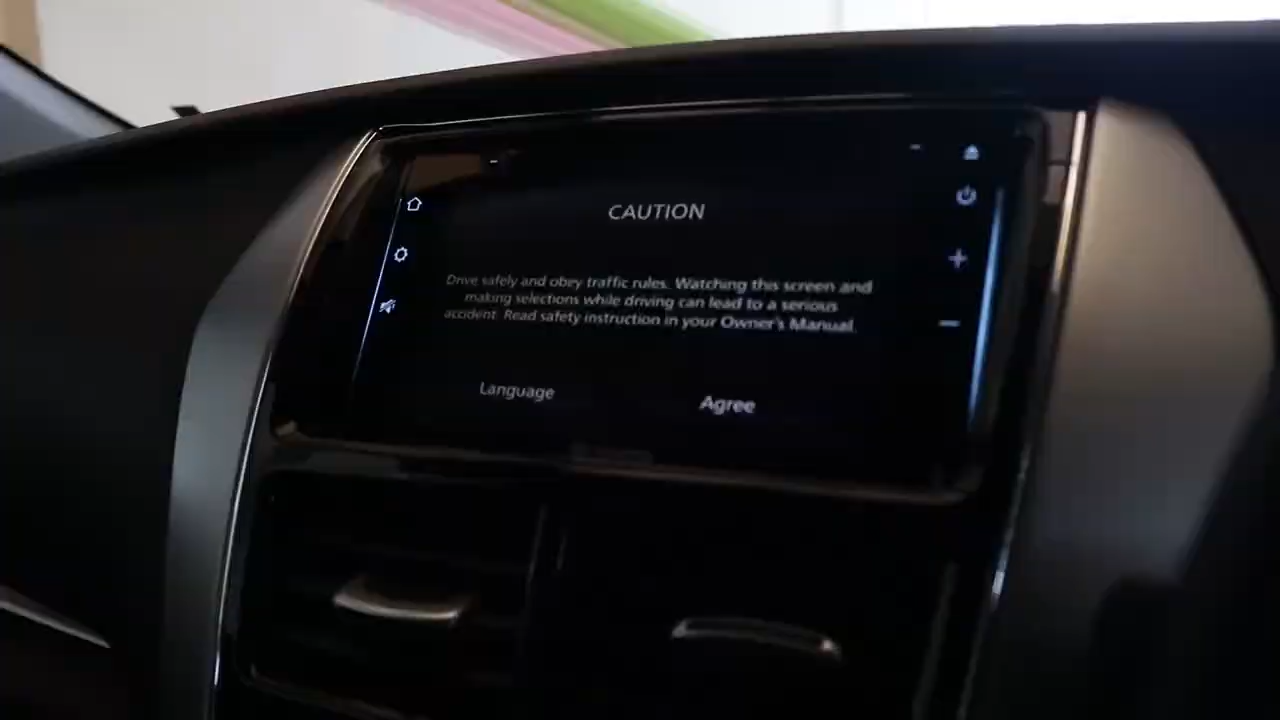 CAUTION
Drive safely and obey traffic rules. Watching this screen and
making selections while driving can lead to a serious
accident. Read safety instruction in your Owner's Manual.
Language
Agree